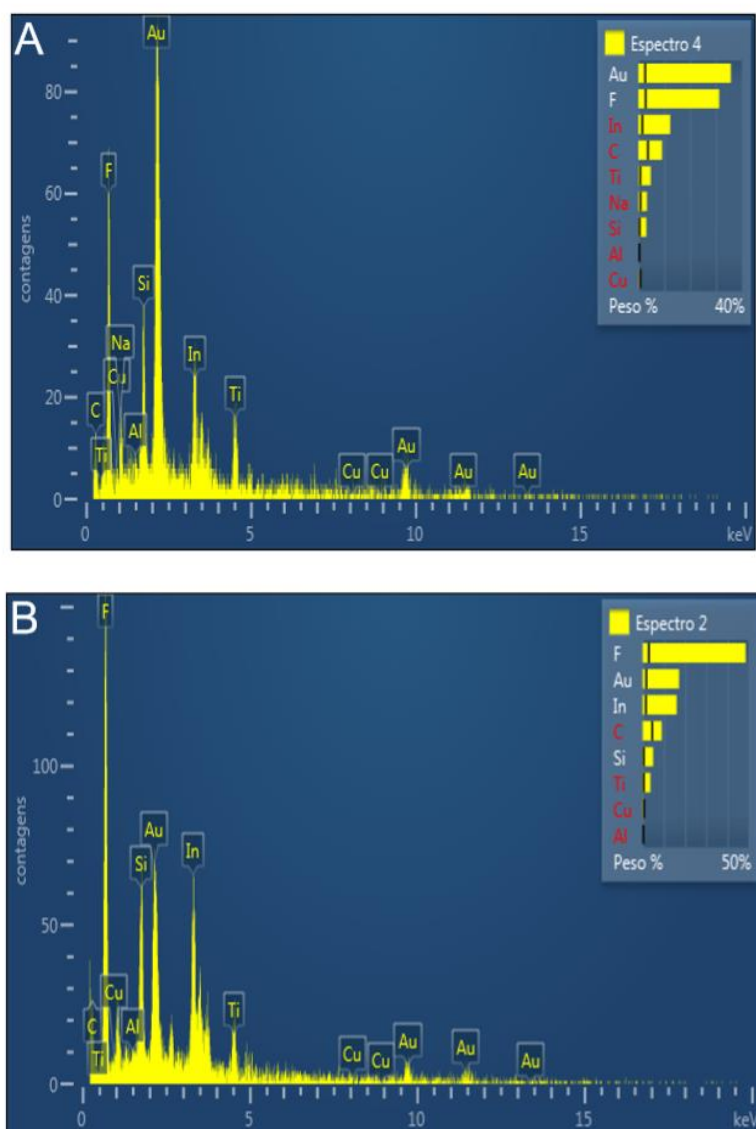 A
Au
80
60
40
20
0
contagens
F
Si
Na
Cu
C
Al
Ti
In
Ti
Cu
Cu
Au
Au
Au
0
5
10
15
keV
Espectro 4
Au
F
In
C
Ti
Na
Si
Al
Cu
Peso % 40%
B
F
100
50
0
contagens
Au
Si
In
Cu
C
Al
Ti
Ti
Cu
Cu
Au
Au
Au
0
5
10
15
keV
Espectro 2
F
Au
In
C
Si
Ti
Cu
Al
Peso % 50%